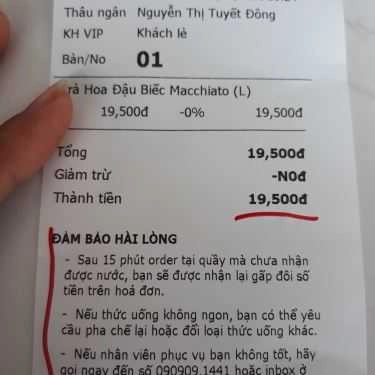 Thâu ngân Nguyễn Thị Tuyết Đông
KH VIP Khách lẻ
Bàn/No 01
Trà Hoa Đậu Biếc Macchiato (L)
19,500đ -0% 19,500đ
Tổng 19,500đ
Giảm trừ -N0đ
Thành tiền 19,500đ
ĐẢM BẢO HÀI LÒNG
- Sau 15 phút order tại quầy mà chưa nhận
được nước, bạn sẽ được nhận lại gấp đôi số
tiền trên hoá đơn.
- Nếu thức uống không ngon, bạn có thể yêu
cầu pha chế lại hoặc đổi loại thức uống khác.
- Nếu nhân viên phục vụ bạn không tốt, hãy
gọi ngay đến số 090909.1441 hoặc inbox ở